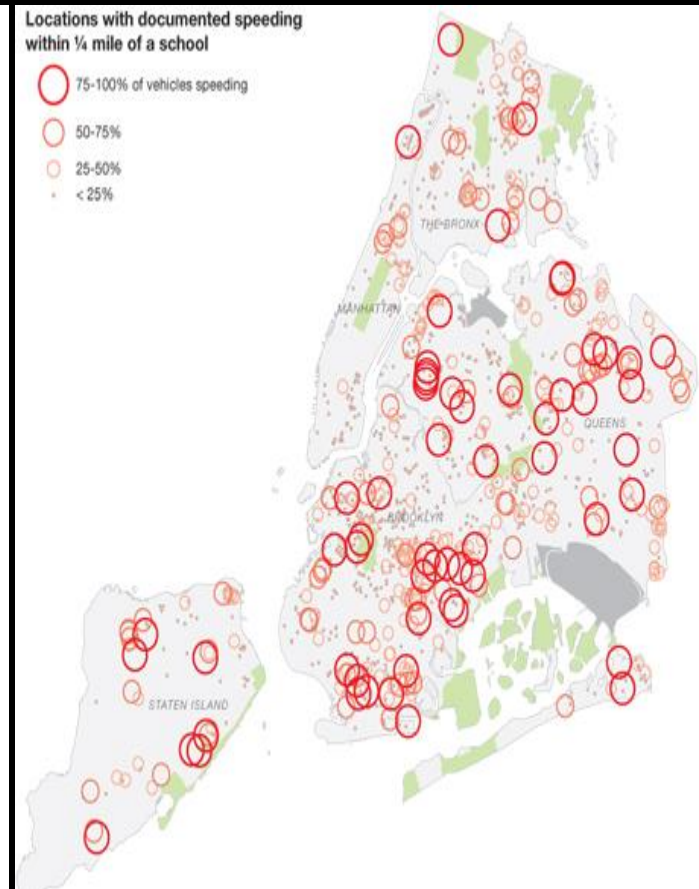 Locations with documented speeding
within ¼ mile of a school
75-100% of vehicles speeding
50-75%
25-50%
< 25%
THE BRONX
MANHATTAN
QUEENS
BROOKLYN
STATEN ISLAND